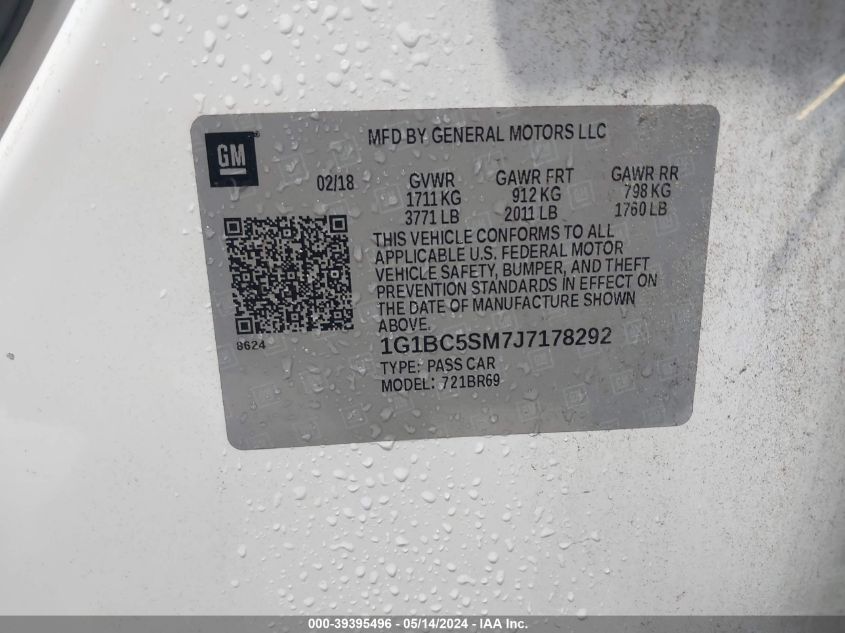 GM
®
MFD BY GENERAL MOTORS LLC
02/18 GVWR GAWR FRT GAWR RR
1711 KG 912 KG 798 KG
3771 LB 2011 LB 1760 LB
THIS VEHICLE CONFORMS TO ALL
APPLICABLE U.S. FEDERAL MOTOR
VEHICLE SAFETY, BUMPER, AND THEFT
PREVENTION STANDARDS IN EFFECT ON
THE DATE OF MANUFACTURE SHOWN
ABOVE.
8624
1G1BC5SM7J7178292
TYPE: PASS CAR
MODEL: 721BR69
000-39395496 - 05/14/2024 - IAA Inc.